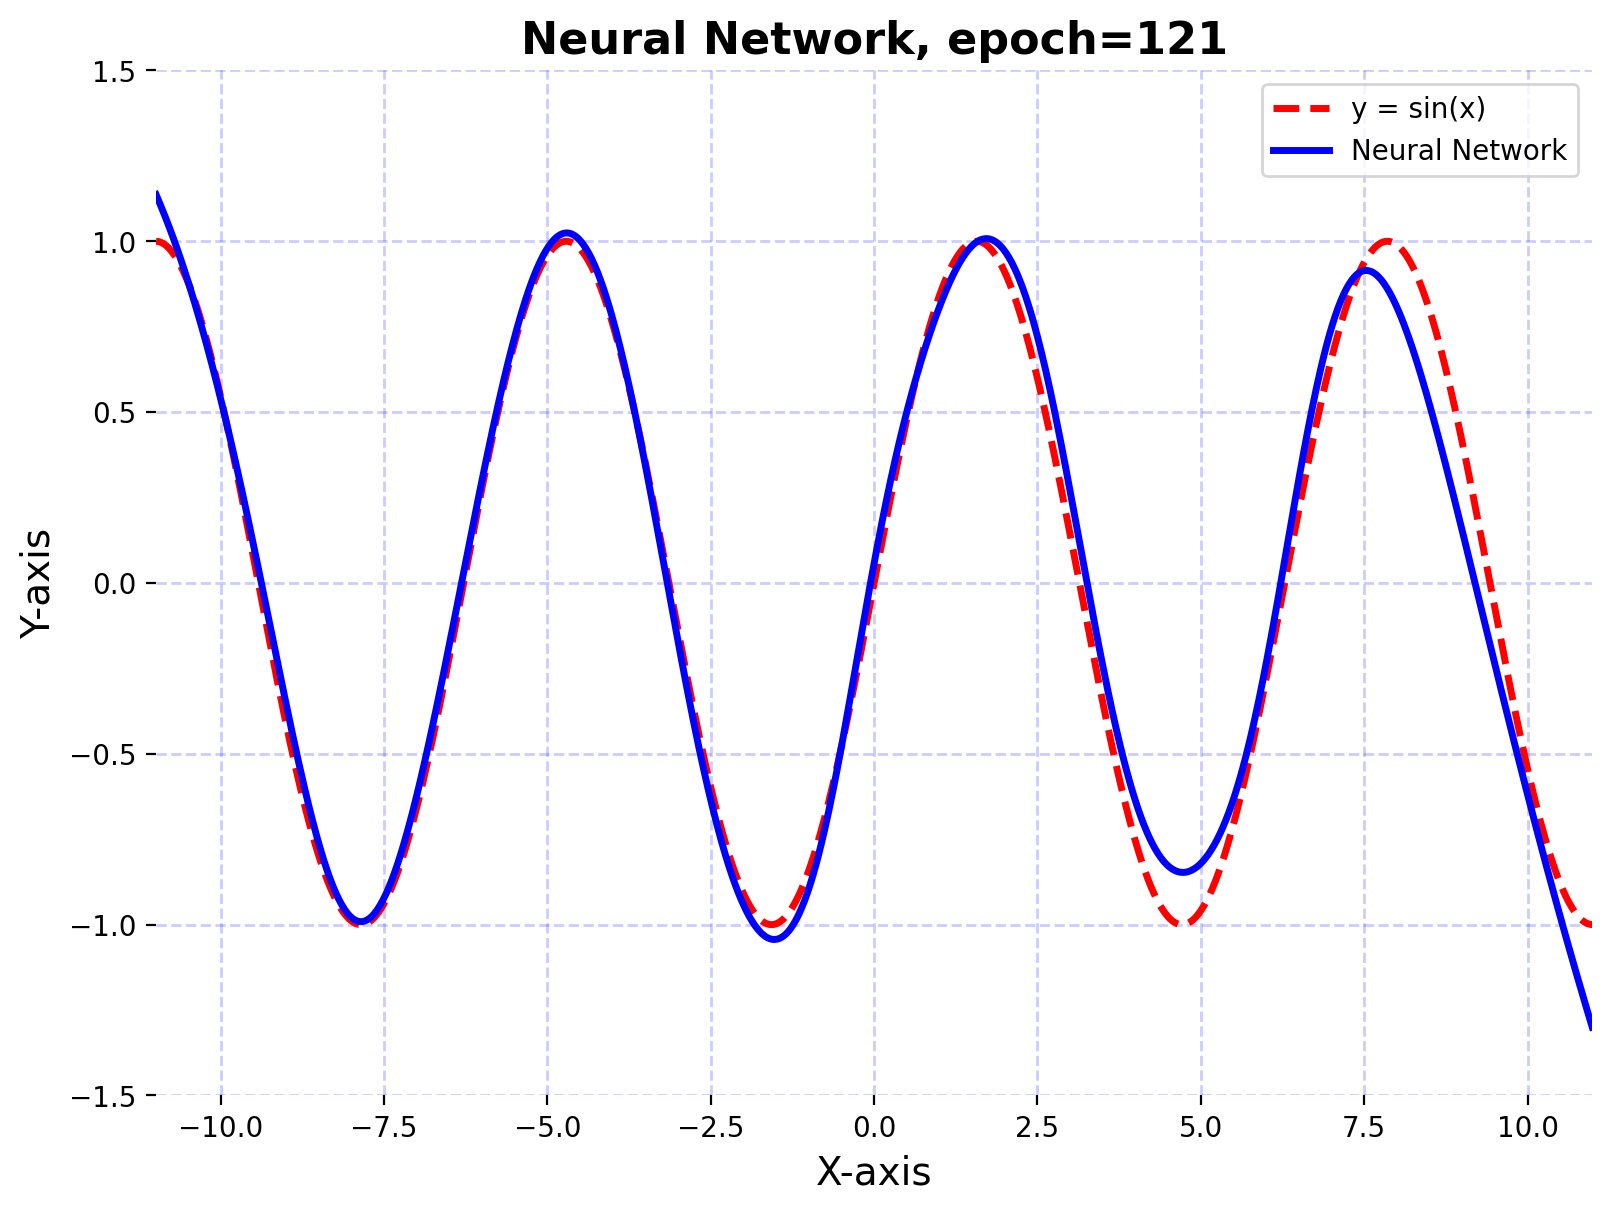 Neural Network, epoch=121
y = sin(x)
Neural Network
1.5
1.0
0.5
0.0
−0.5
−1.0
−1.5
Y-axis
−10.0 −7.5 −5.0 −2.5 0.0 2.5 5.0 7.5 10.0
X-axis